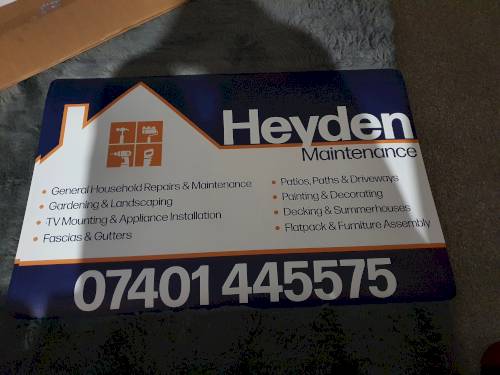 Heyden
Maintenance
• General Household Repairs & Maintenance
• Gardening & Landscaping
• TV Mounting & Appliance Installation
• Fascias & Gutters
• Patios, Paths & Driveways
• Painting & Decorating
• Decking & Summerhouses
• Flatpack & Furniture Assembly
07401 445575